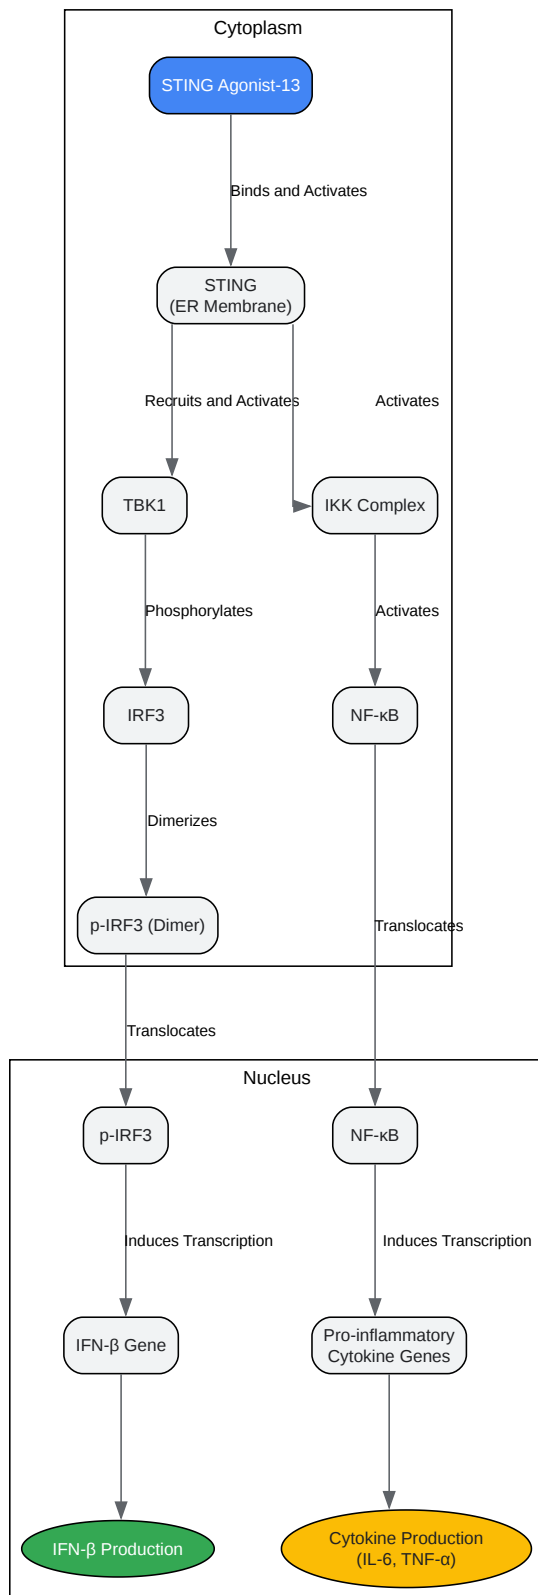 Cytoplasm
STING Agonist-13
Binds and Activates
STING
(ER Membrane)
Recruits and Activates
Activates
TBK1
IKK Complex
Phosphorylates
Activates
IRF3
NF-κB
Dimerizes
p-IRF3 (Dimer)
Translocates
Translocates
Nucleus
p-IRF3
NF-κB
Induces Transcription
Induces Transcription
IFN-β Gene
Pro-inflammatory
Cytokine Genes
IFN-β Production
Cytokine Production
(IL-6, TNF-α)